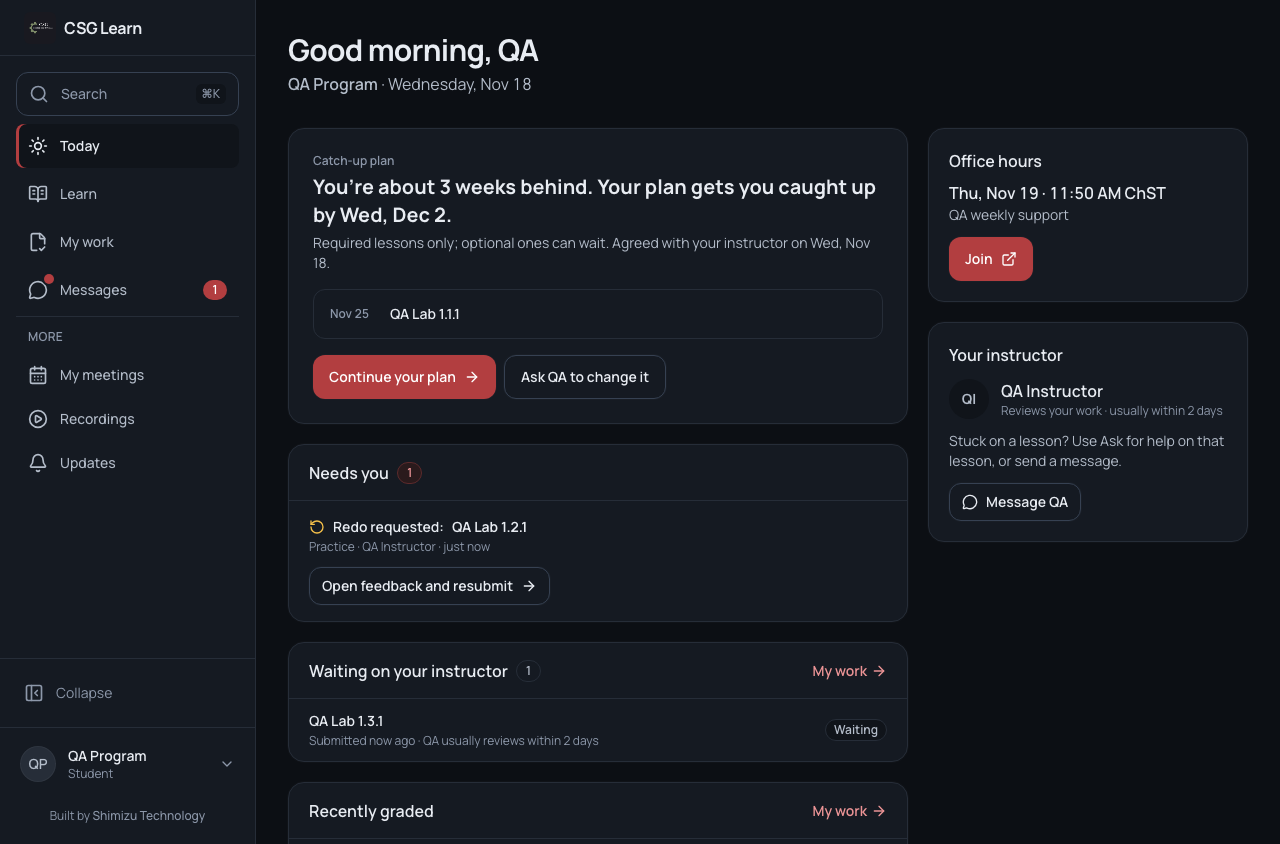 CSG Learn
Search
⌘K
Today
Learn
My work
Messages
1
MORE
My meetings
Recordings
Updates
Collapse
QP
QA Program
Student
Built by Shimizu Technology
Good morning, QA
QA Program · Wednesday, Nov 18
Catch-up plan
You're about 3 weeks behind. Your plan gets you caught up
by Wed, Dec 2.
Required lessons only; optional ones can wait. Agreed with your instructor on Wed, Nov
18.
Nov 25
QA Lab 1.1.1
Continue your plan
Ask QA to change it
Needs you
1
Redo requested: QA Lab 1.2.1
Practice · QA Instructor · just now
Open feedback and resubmit
Waiting on your instructor
1
My work
QA Lab 1.3.1
Submitted now ago · QA usually reviews within 2 days
Waiting
Recently graded
My work
Office hours
Thu, Nov 19 · 11:50 AM ChST
QA weekly support
Join
Your instructor
QI
QA Instructor
Reviews your work · usually within 2 days
Stuck on a lesson? Use Ask for help on that
lesson, or send a message.
Message QA